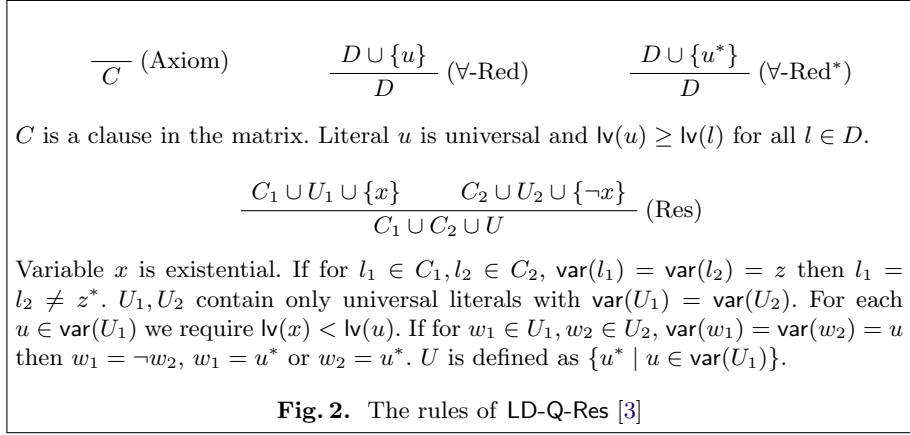 C (Axiom)
D ∪ {u} / D (∀-Red)
D ∪ {u*} / D (∀-Red*)
C is a clause in the matrix. Literal u is universal and lv(u) ≥ lv(l) for all l ∈ D.
C₁ ∪ U₁ ∪ {x}    C₂ ∪ U₂ ∪ {¬x}
C₁ ∪ C₂ ∪ U (Res)
Variable x is existential. If for l₁ ∈ C₁, l₂ ∈ C₂, var(l₁) = var(l₂) = z then l₁ =
l₂ ≠ z*. U₁, U₂ contain only universal literals with var(U₁) = var(U₂). For each
u ∈ var(U₁) we require lv(x) < lv(u). If for w₁ ∈ U₁, w₂ ∈ U₂, var(w₁) = var(w₂) = u
then w₁ = ¬w₂, w₁ = u* or w₂ = u*. U is defined as {u* | u ∈ var(U₁)}.
Fig. 2. The rules of LD-Q-Res [3]